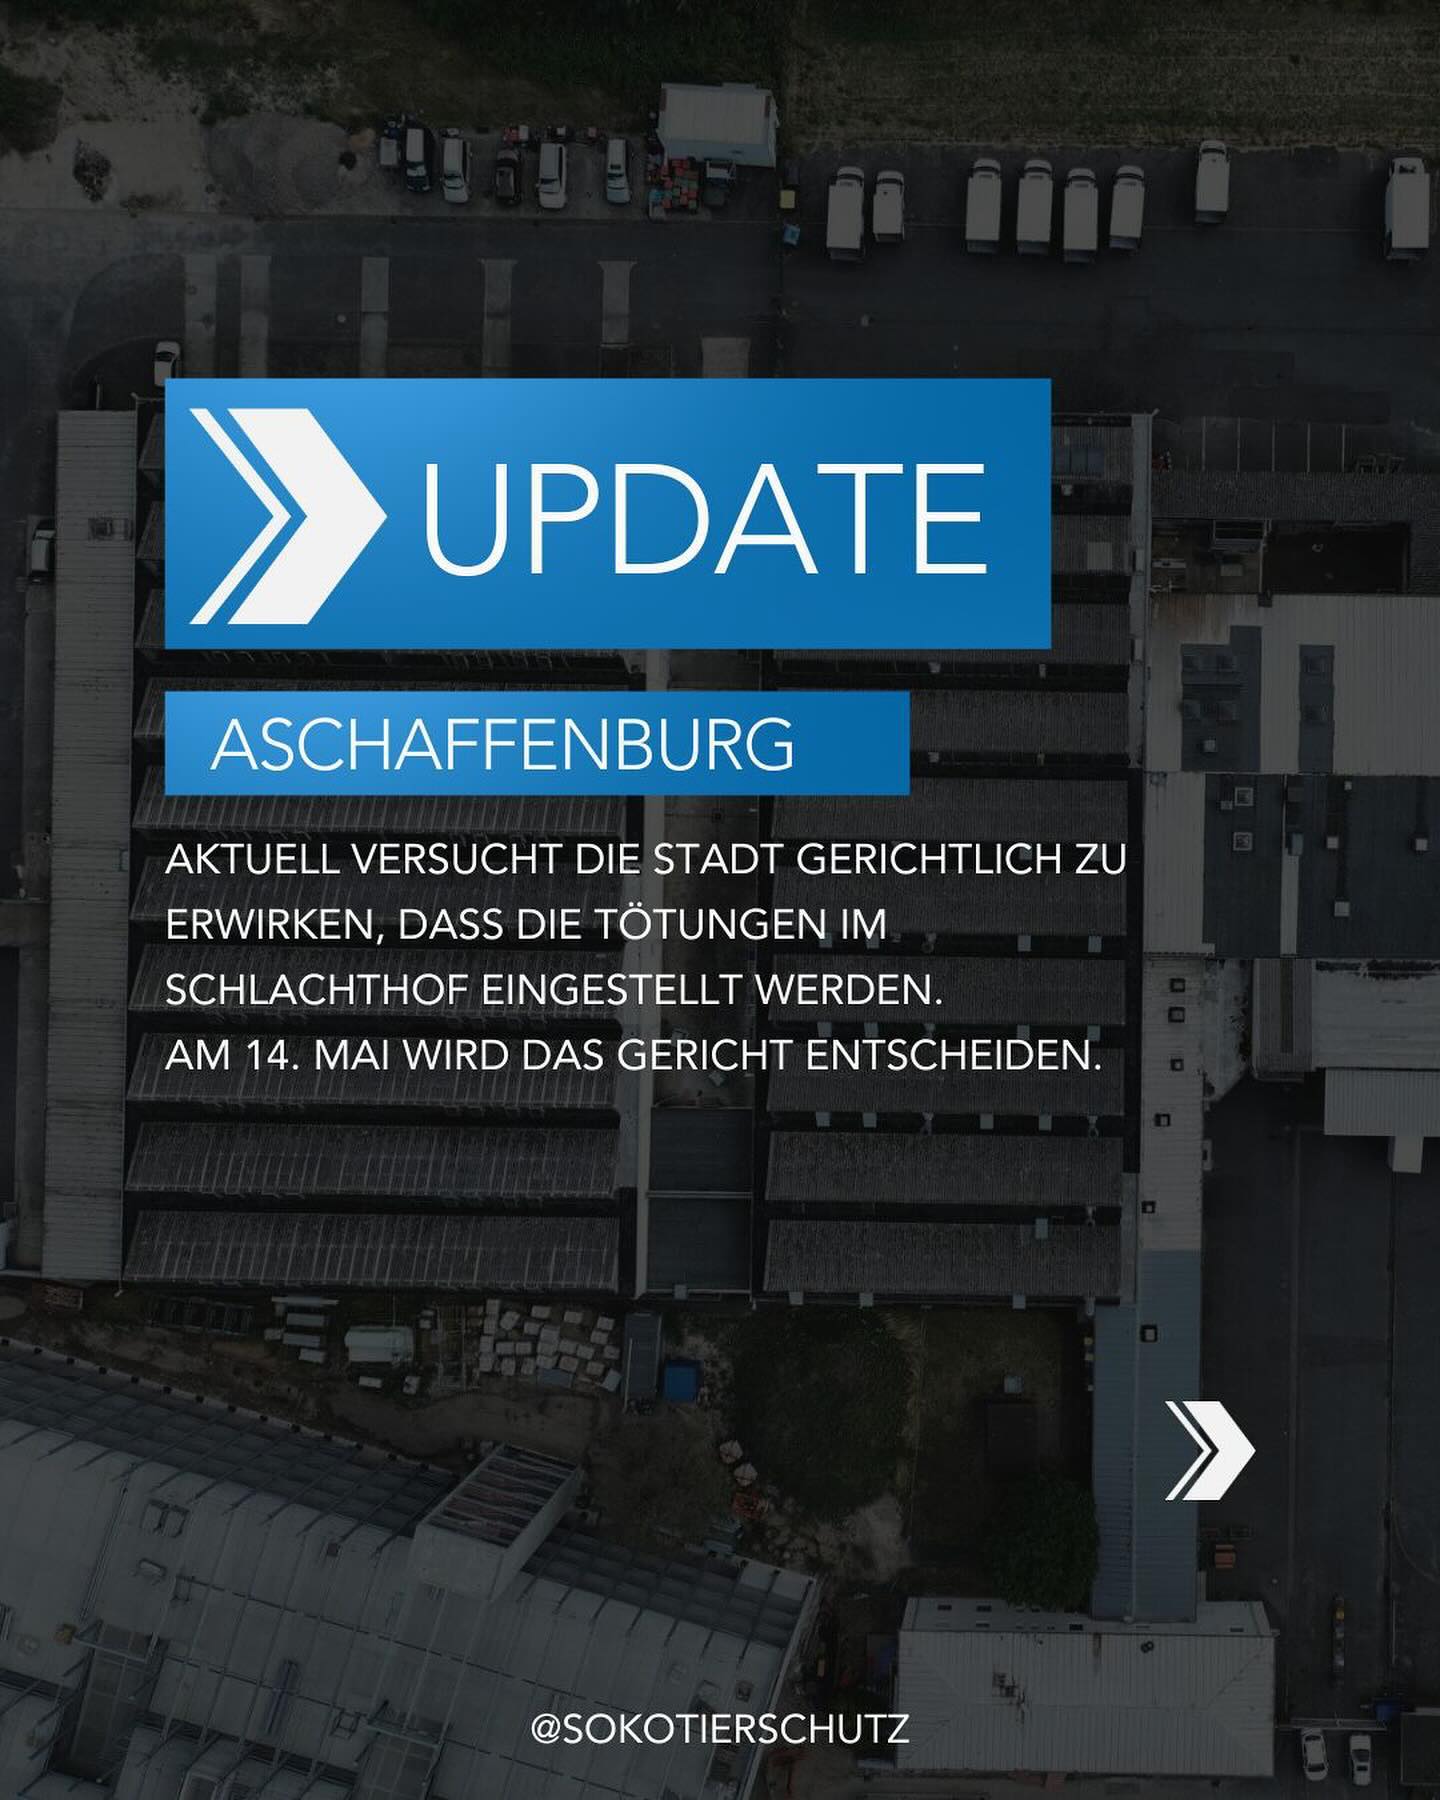 UPDATE
ASCHAFFENBURG
AKTUELL VERSUCHT DIE STADT GERICHTLICH ZU
ERWIRKEN, DASS DIE TÖTUNGEN IM
SCHLACHTHOF EINGESTELLT WERDEN.
AM 14. MAI WIRD DAS GERICHT ENTSCHEIDEN.
@SOKOTIERSCHUTZ